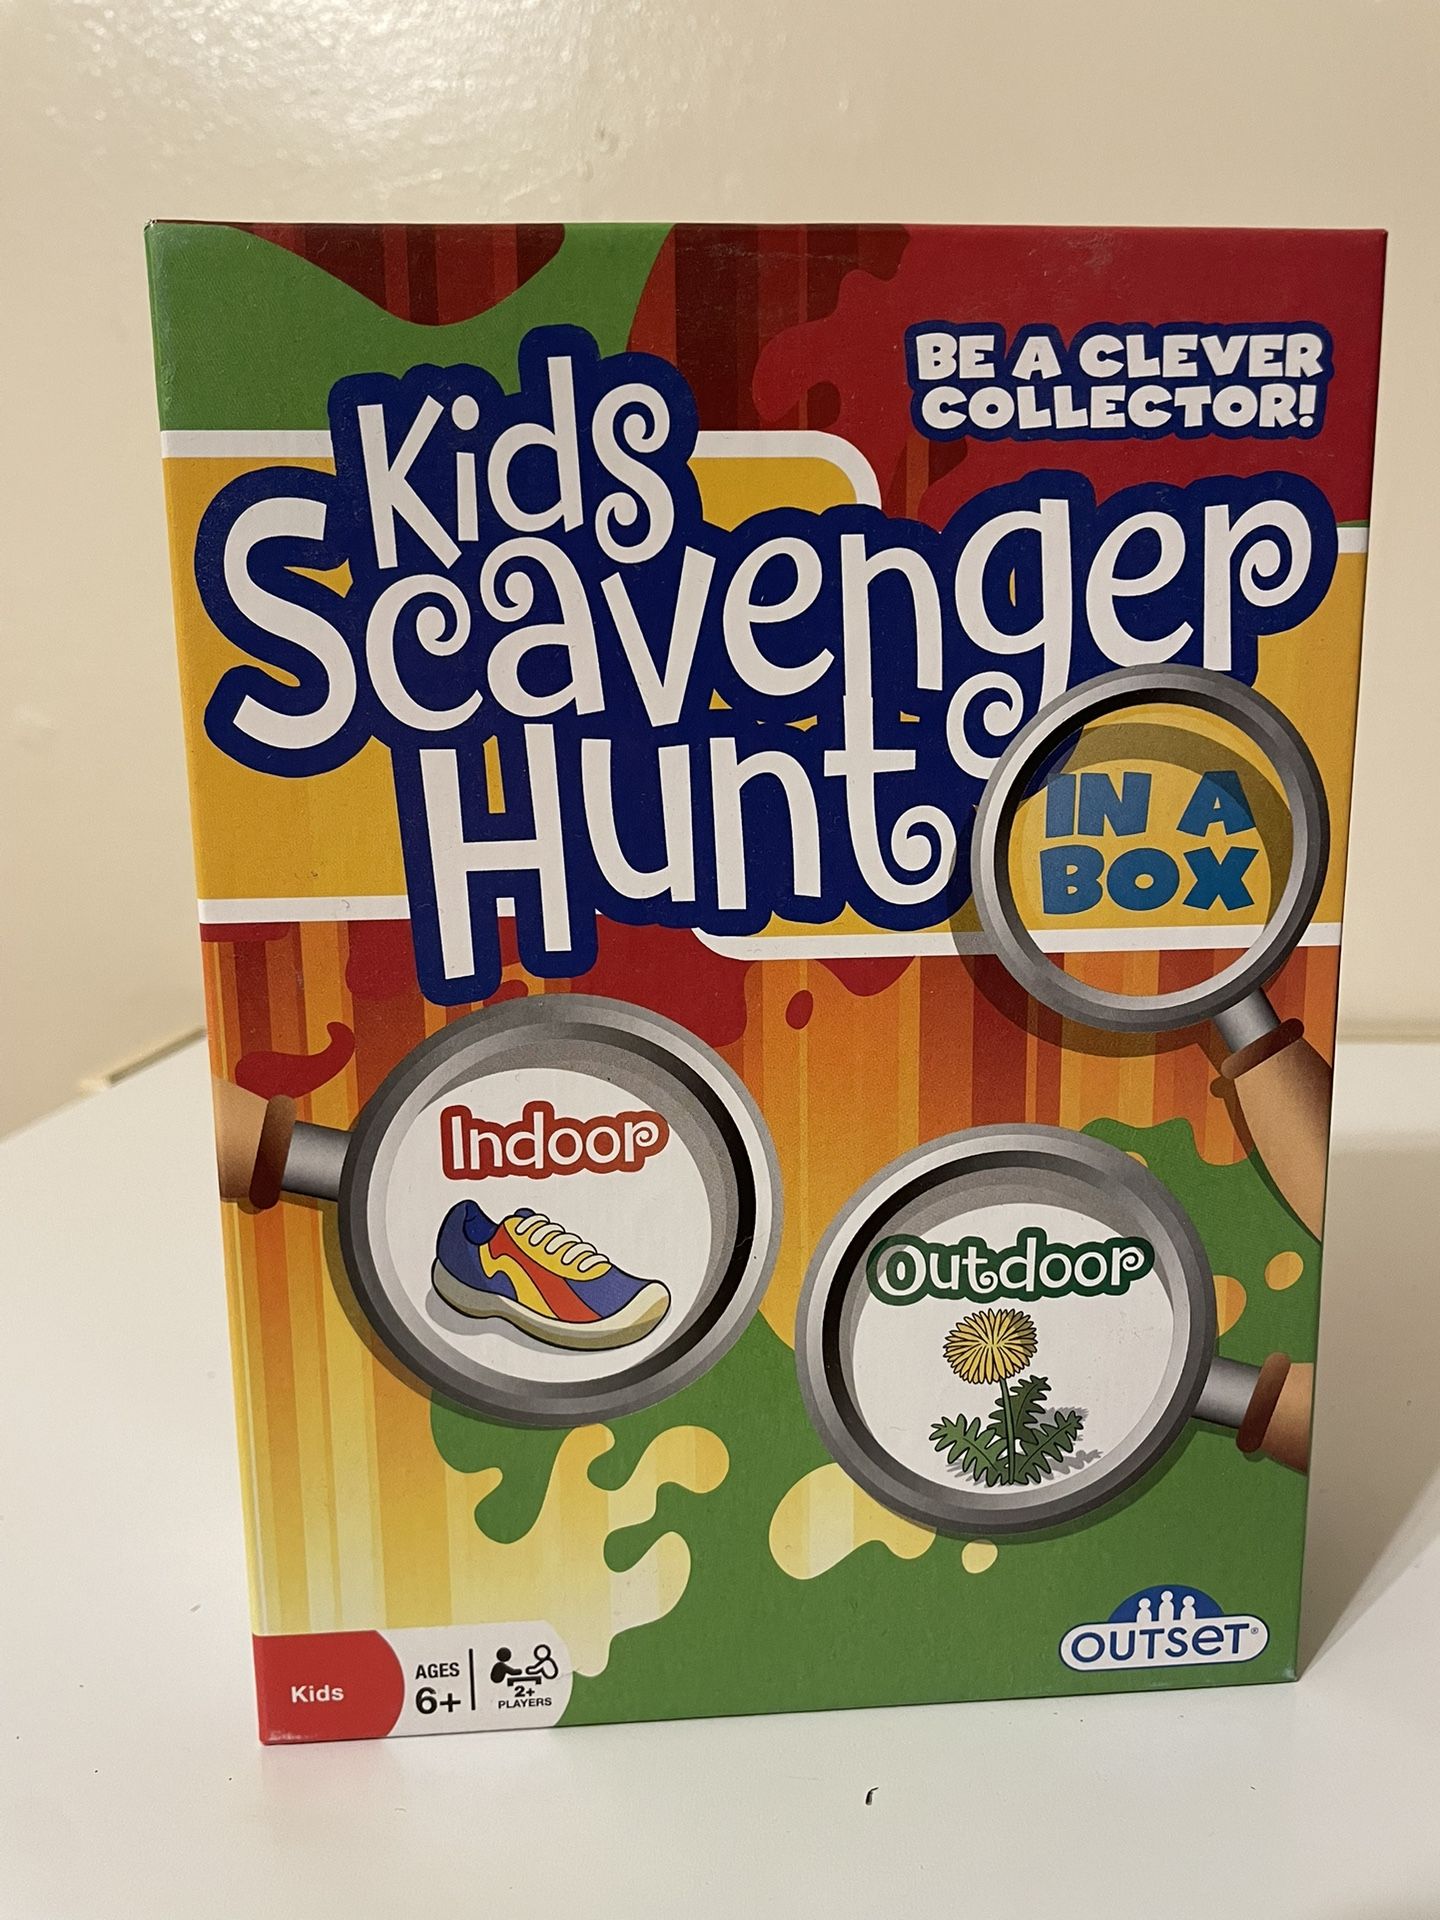 BE A CLEVER
COLLECTOR!
Kids
Scavenger
Hunt
IN A
BOX
Indoor
Outdoor
Kids
AGES
6+
2+
PLAYERS
OUTSET®